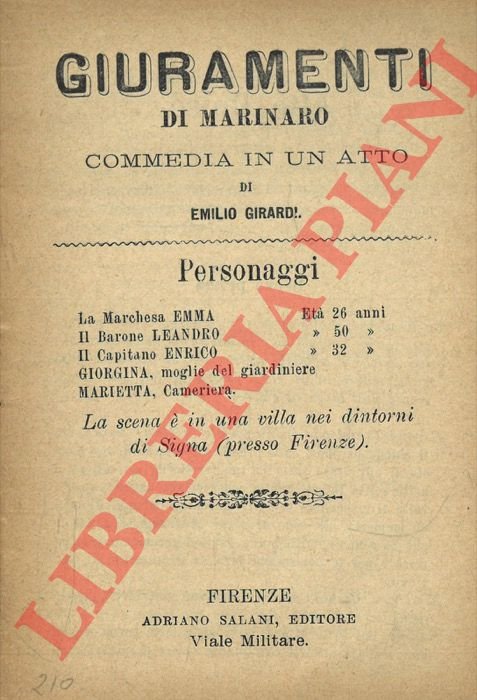 GIURAMENTI
DI MARINARO
COMMEDIA IN UN ATTO
DI
EMILIO GIRARDI.
Personaggi
La Marchesa EMMA Età 26 anni
Il Barone LEANDRO » 50 »
Il Capitano ENRICO » 32 »
GIORGINA, moglie del giardiniere
MARIETTA, Cameriera.
La scena è in una villa nei dintorni
di Signa (presso Firenze).
FIRENZE
ADRIANO SALANI, EDITORE
Viale Militare.
210
LIBRERIA PIANI